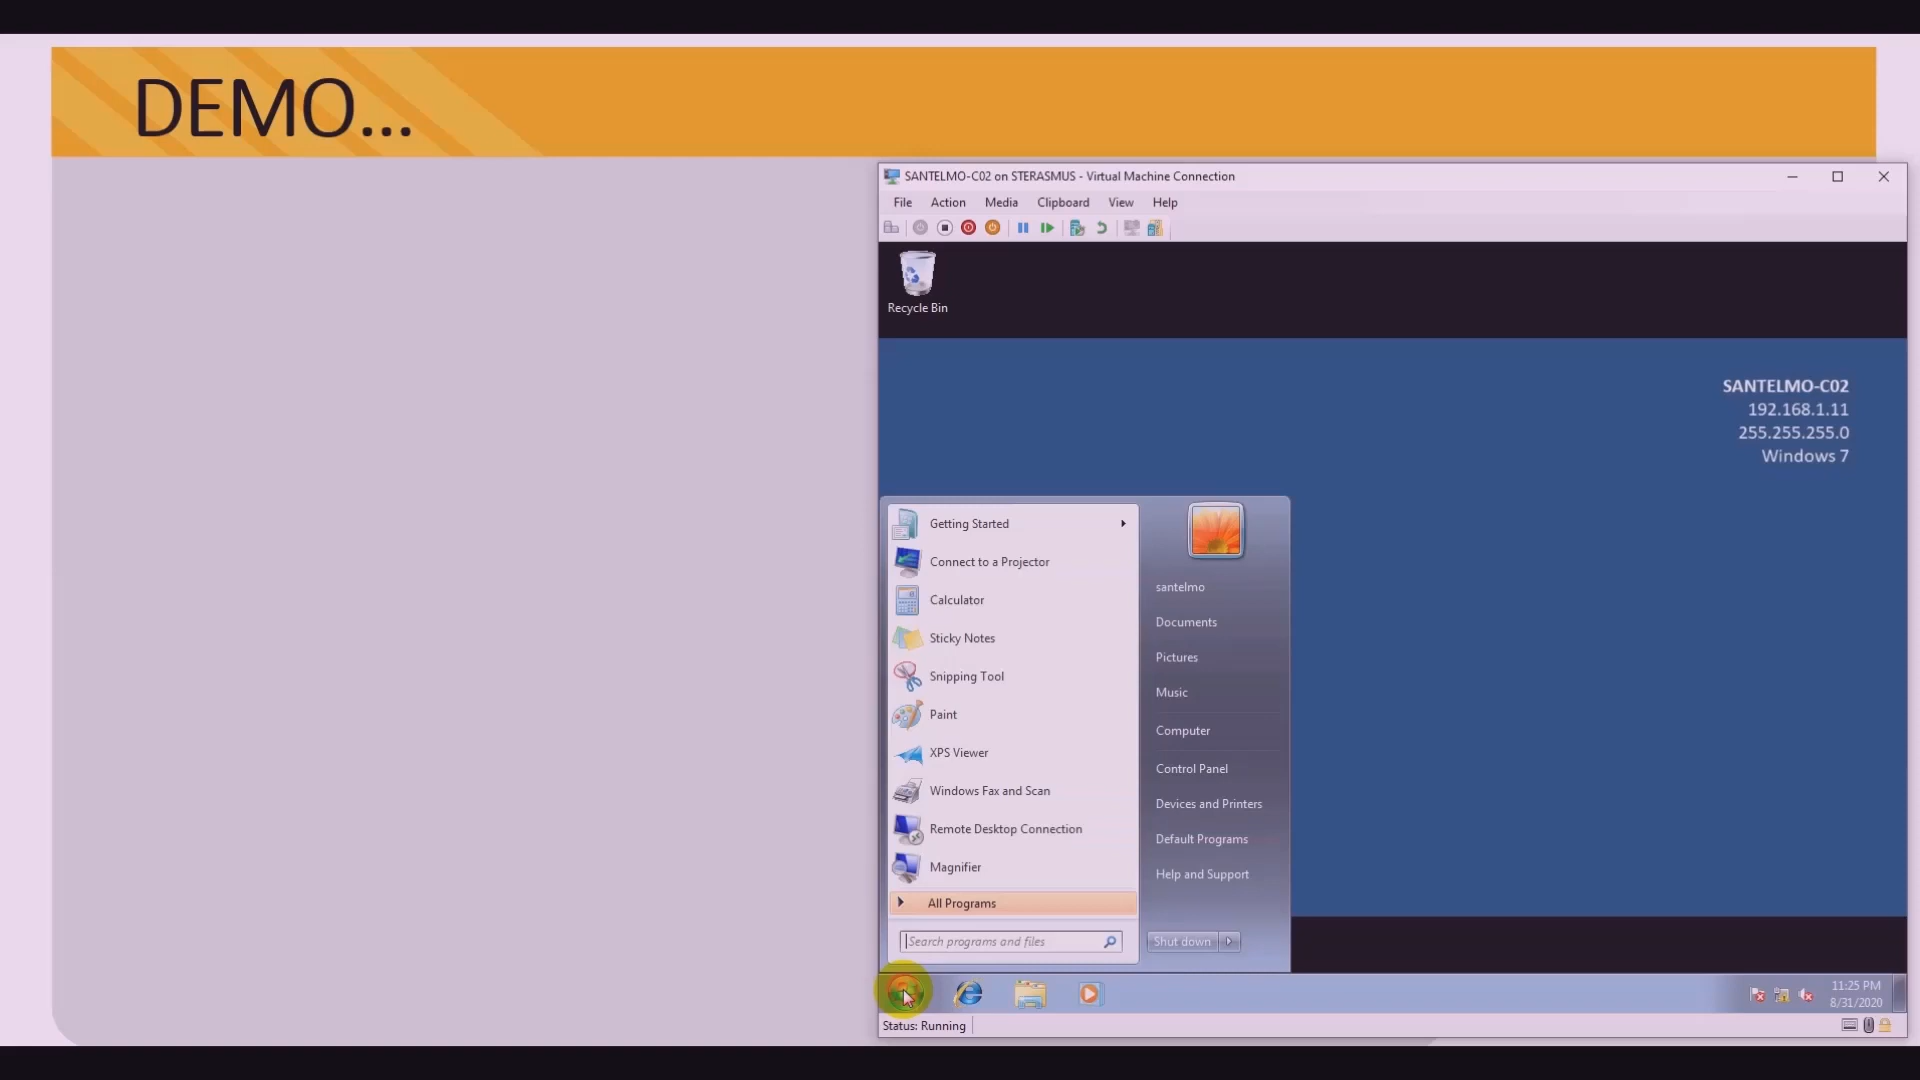 DEMO...
SANTELMO-C02 on STERASMUS - Virtual Machine Connection
File Action Media Clipboard View Help
Recycle Bin
SANTELMO-C02
192.168.1.11
255.255.255.0
Windows 7
Getting Started
Connect to a Projector
Calculator
Sticky Notes
Snipping Tool
Paint
XPS Viewer
Windows Fax and Scan
Remote Desktop Connection
Magnifier
All Programs
Search programs and files
santelmo
Documents
Pictures
Music
Computer
Control Panel
Devices and Printers
Default Programs
Help and Support
Shut down
11:25 PM
8/31/2020
Status: Running